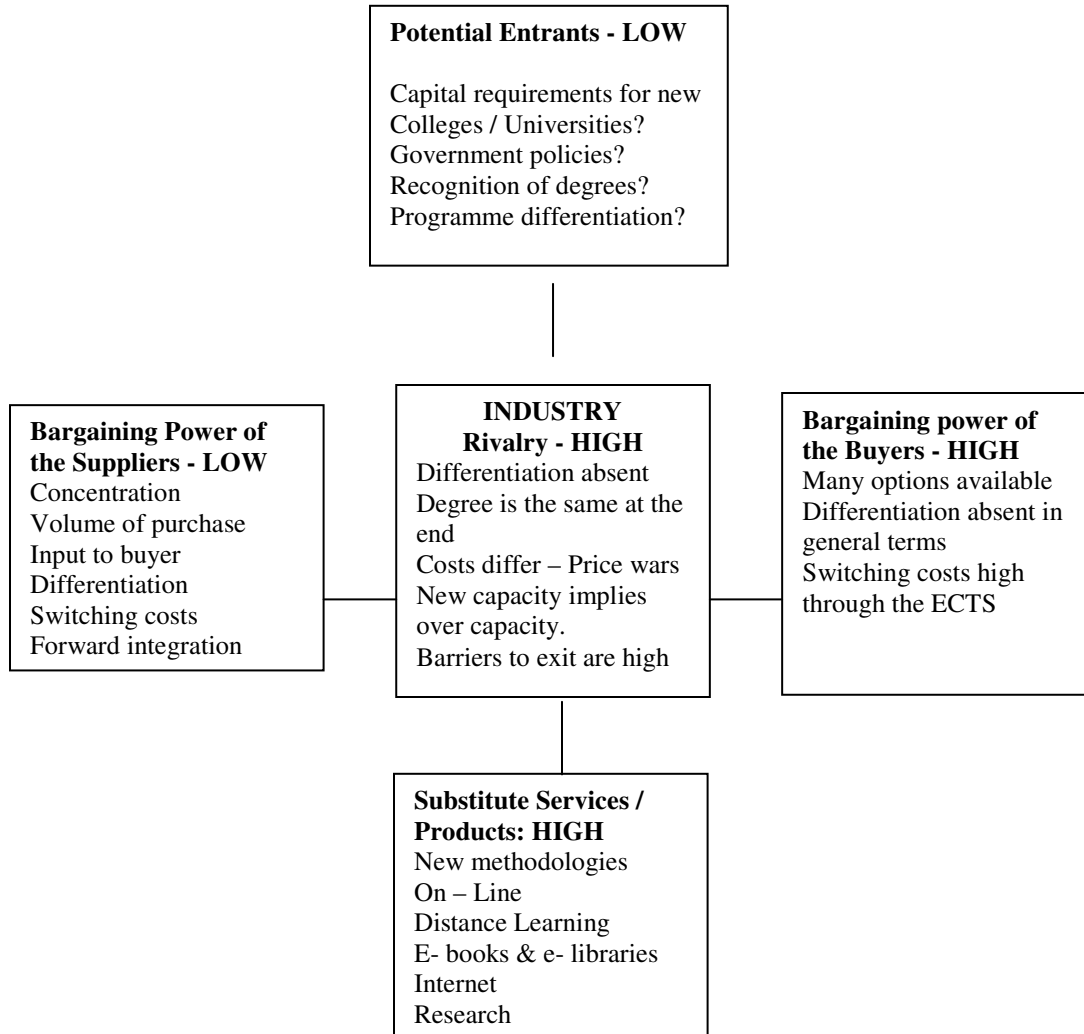 Potential Entrants - LOW
Capital requirements for new
Colleges / Universities?
Government policies?
Recognition of degrees?
Programme differentiation?
Bargaining Power of
the Suppliers - LOW
Concentration
Volume of purchase
Input to buyer
Differentiation
Switching costs
Forward integration
INDUSTRY
Rivalry - HIGH
Differentiation absent
Degree is the same at the
end
Costs differ – Price wars
New capacity implies
over capacity.
Barriers to exit are high
Bargaining power of
the Buyers - HIGH
Many options available
Differentiation absent in
general terms
Switching costs high
through the ECTS
Substitute Services /
Products: HIGH
New methodologies
On – Line
Distance Learning
E- books & e- libraries
Internet
Research